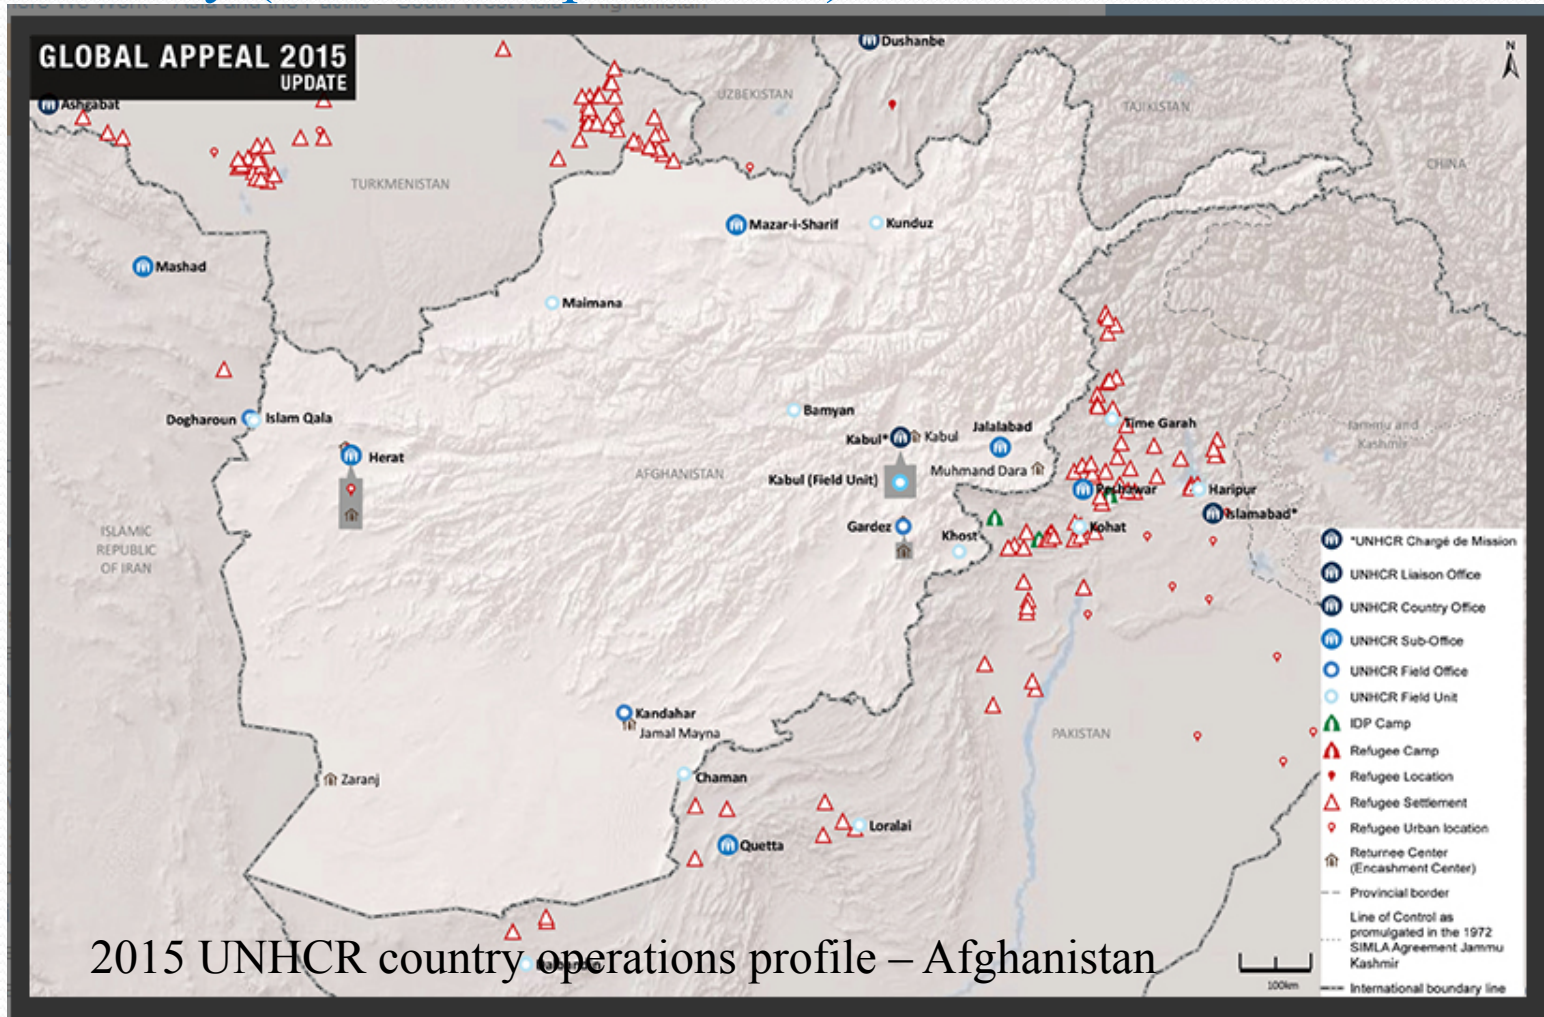 GLOBAL APPEAL 2015
UPDATE
Dushanbe
N
Ashgabat
UZBEKISTAN
TAJIKISTAN
CHINA
TURKMENISTAN
Mazar-i-Sharif
Kunduz
Mashad
Maimana
Dogharoun
Islam Qala
Bamyan
Time Garah
Jammu and
Kashmir
Jalalabad
Kabul*
Kabul
Herat
AFGHANISTAN
Muhmand Dara
Kabul (Field Unit)
Peshawar
Haripur
Islamabad*
Gardez
Khost
Kohat
ISLAMIC
REPUBLIC
OF IRAN
Kandahar
Jamal Mayna
PAKISTAN
Zaranj
Chaman
Loralai
Quetta
*UNHCR Chargé de Mission
UNHCR Liaison Office
UNHCR Country Office
UNHCR Sub-Office
UNHCR Field Office
UNHCR Field Unit
IDP Camp
Refugee Camp
Refugee Location
Refugee Settlement
Refugee Urban location
Returnee Center
(Encashment Center)
Provincial border
Line of Control as
promulgated in the 1972
SIMLA Agreement Jammu
Kashmir
International boundary line
100km
2015 UNHCR country operations profile – Afghanistan